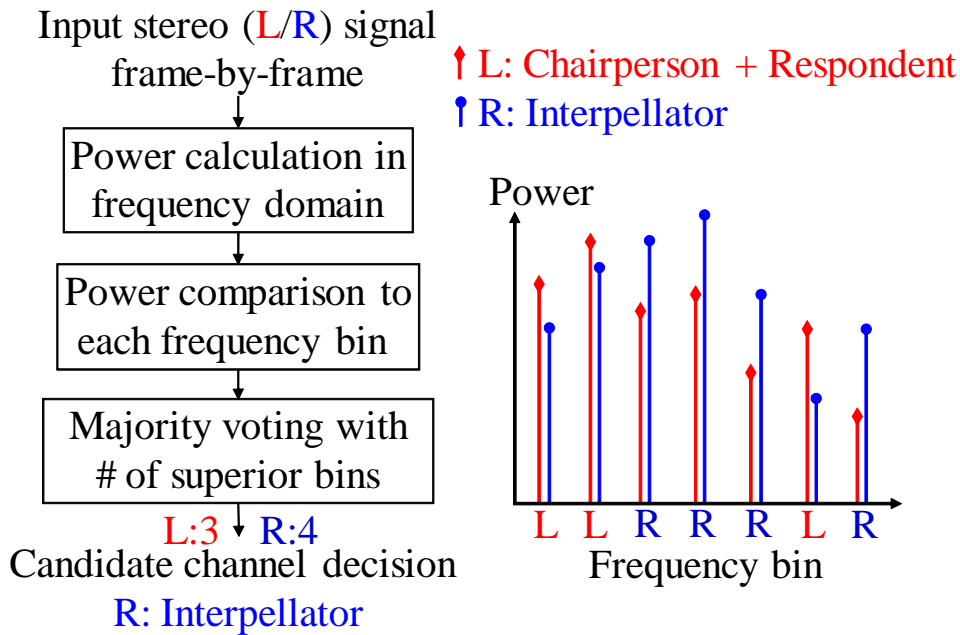 Input stereo (L/R) signal
frame-by-frame
Power calculation in
frequency domain
Power comparison to
each frequency bin
Majority voting with
# of superior bins
L:3 R:4
Candidate channel decision
R: Interpellator
L: Chairperson + Respondent
R: Interpellator
Power
L L R R R L R
Frequency bin